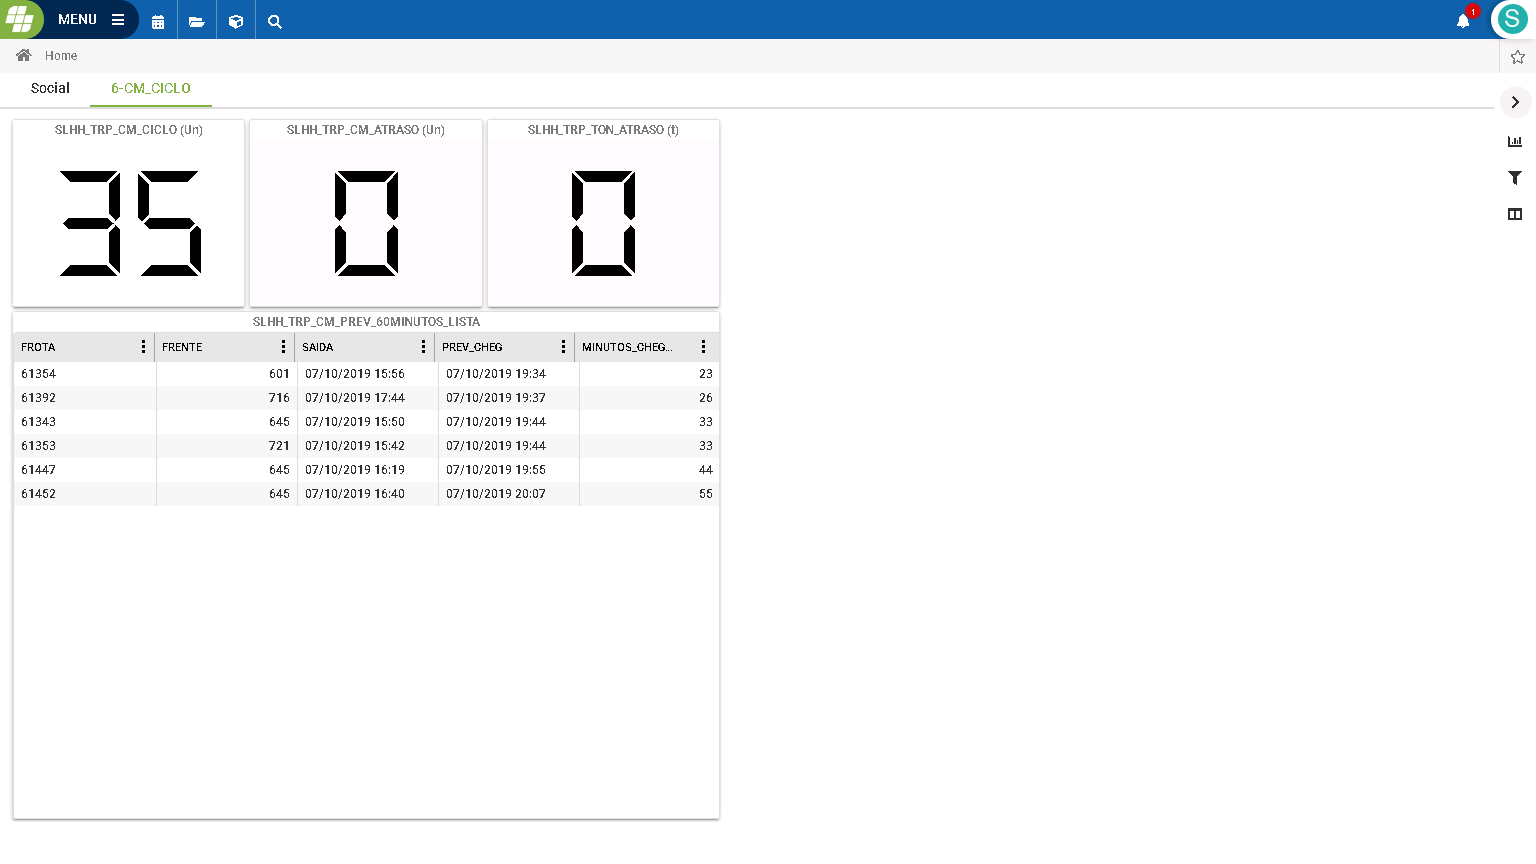 MENU
1
S
Home
Social 6-CM_CICLO
SLHH_TRP_CM_CICLO (Un) SLHH_TRP_CM_ATRASO (Un) SLHH_TRP_TON_ATRASO (t)
35 0 0
SLHH_TRP_CM_PREV_60MINUTOS_LISTA
FROTA FRENTE SAIDA PREV_CHEG MINUTOS_CHEG...
61354 601 07/10/2019 15:56 07/10/2019 19:34 23
61392 716 07/10/2019 17:44 07/10/2019 19:37 26
61343 645 07/10/2019 15:50 07/10/2019 19:44 33
61353 721 07/10/2019 15:42 07/10/2019 19:44 33
61447 645 07/10/2019 16:19 07/10/2019 19:55 44
61452 645 07/10/2019 16:40 07/10/2019 20:07 55